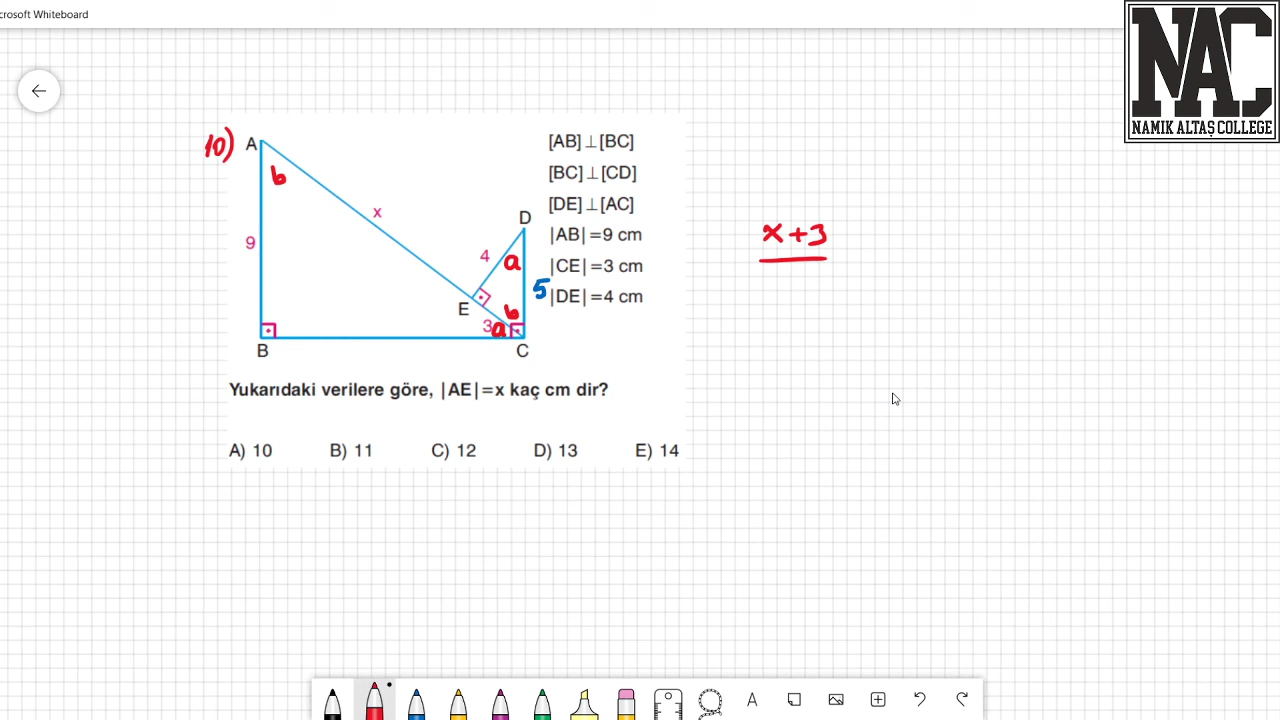 crosoft Whiteboard
NAC
NAMIK ALTAŞ COLLEGE
10)
A
b
x
9
D
4
a
5
E
b
3
a
B
C
[AB]⊥[BC]
[BC]⊥[CD]
[DE]⊥[AC]
|AB|=9 cm
|CE|=3 cm
|DE|=4 cm
x+3
Yukarıdaki verilere göre, |AE|=x kaç cm dir?
A) 10 B) 11 C) 12 D) 13 E) 14
A